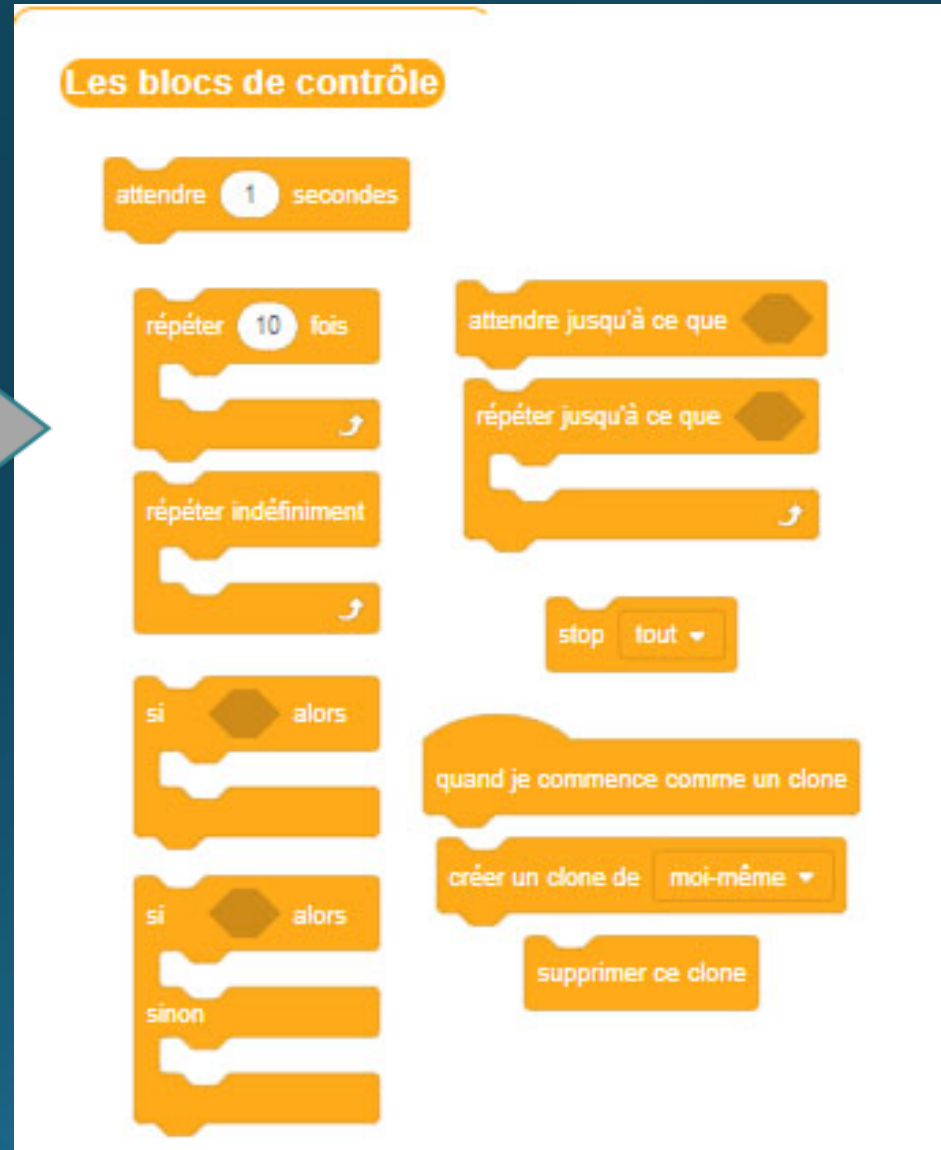 Les blocs de contrôle
attendre 1 secondes
répéter 10 fois
répéter indéfiniment
si alors
si alors
sinon
attendre jusqu'à ce que
répéter jusqu'à ce que
stop tout
quand je commence comme un clone
créer un clone de moi-même
supprimer ce clone